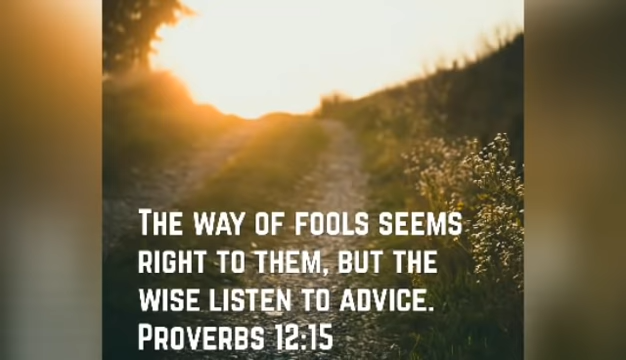 The way of fools seems
right to them, but the
wise listen to advice.
Proverbs 12:15